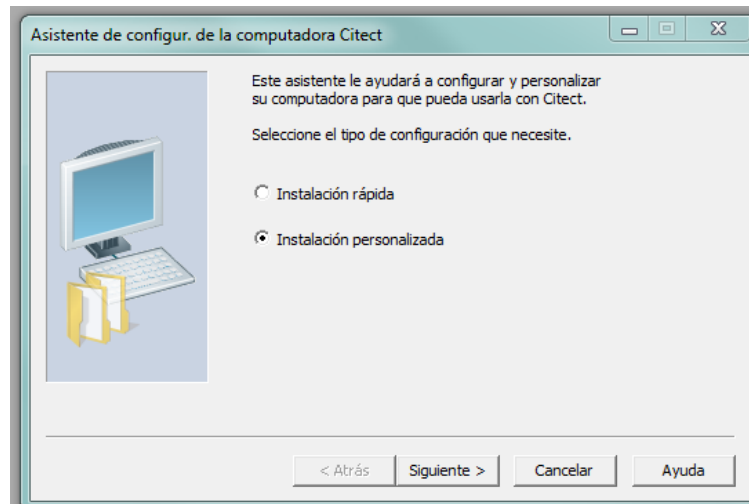 Asistente de configur. de la computadora Citect
Este asistente le ayudará a configurar y personalizar
su computadora para que pueda usarla con Citect.
Seleccione el tipo de configuración que necesite.
Instalación rápida
Instalación personalizada
< Atrás
Siguiente >
Cancelar
Ayuda